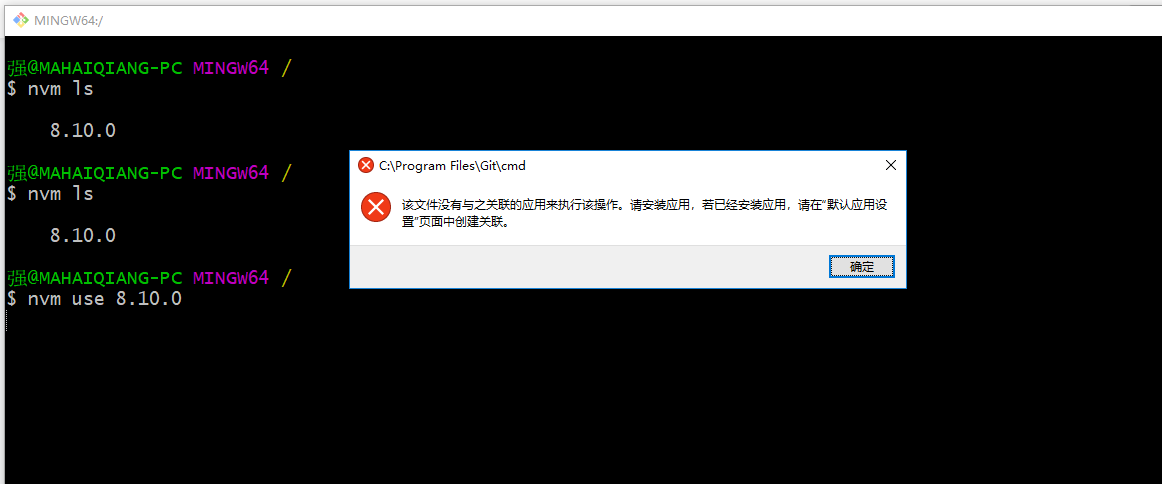 MINGW64:/
强@MAHAIQIANG-PC MINGW64 /
$ nvm ls
8.10.0
强@MAHAIQIANG-PC MINGW64 /
$ nvm ls
8.10.0
强@MAHAIQIANG-PC MINGW64 /
$ nvm use 8.10.0
C:\Program Files\Git\cmd
该文件没有与之关联的应用来执行该操作。请安装应用，若已经安装应用，请在“默认应用设
置”页面中创建关联。
确定